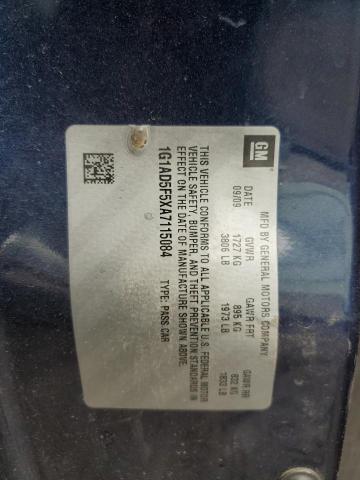 GM
MFD BY GENERAL MOTORS COMPANY
DATE GVWR GAWR FRT GAWR RR
09/09 1727 KG 895 KG 832 KG
3806 LB 1973 LB 1833 LB
THIS VEHICLE CONFORMS TO ALL APPLICABLE U.S. FEDERAL MOTOR
VEHICLE SAFETY, BUMPER, AND THEFT PREVENTION STANDARDS IN
EFFECT ON THE DATE OF MANUFACTURE SHOWN ABOVE.
1G1AD5F5XA7115084 TYPE: PASS CAR